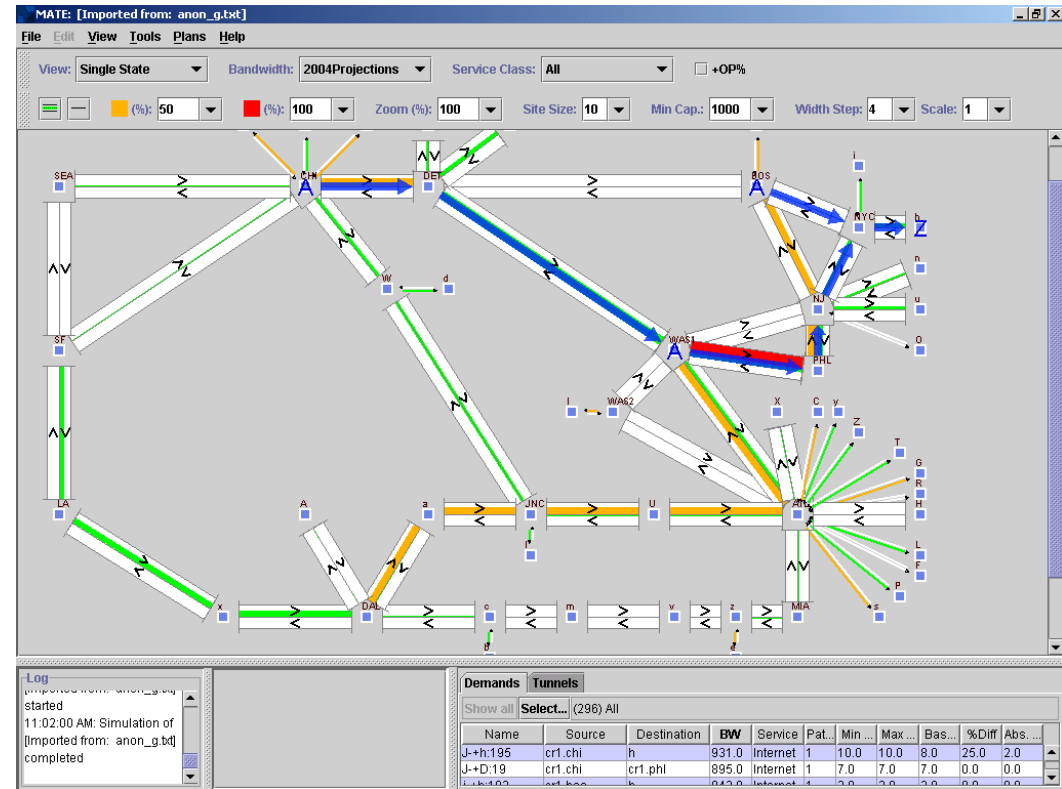 MATE: [Imported from: anon_g.txt]
File Edit View Tools Plans Help
View: Single State Bandwidth: 2004Projections Service Class: All +OP%
(%): 50 (%): 100 Zoom (%): 100 Site Size: 10 Min Cap.: 1000 Width Step: 4 Scale: 1
SEA CHI DET BOS i
A A NYC h
Z
W d n
NJ u
SF WAS1 O
A PHL
l WAS2 X C y
Z
T
G
R
LA A a JNC U H
L
F
P
x DAL c m v z MIA s
Log
[Imported from: anon_g.txt]
started
11:02:00 AM: Simulation of
[Imported from: anon_g.txt]
completed
Demands Tunnels
Show all Select... (296) All
Name Source Destination BW Service Pat... Min ... Max ... Bas... %Diff Abs. ...
J-+h:195 cr1.chi h 931.0 Internet 1 10.0 10.0 8.0 25.0 2.0
J-+D:19 cr1.chi cr1.phl 895.0 Internet 1 7.0 7.0 7.0 0.0 0.0